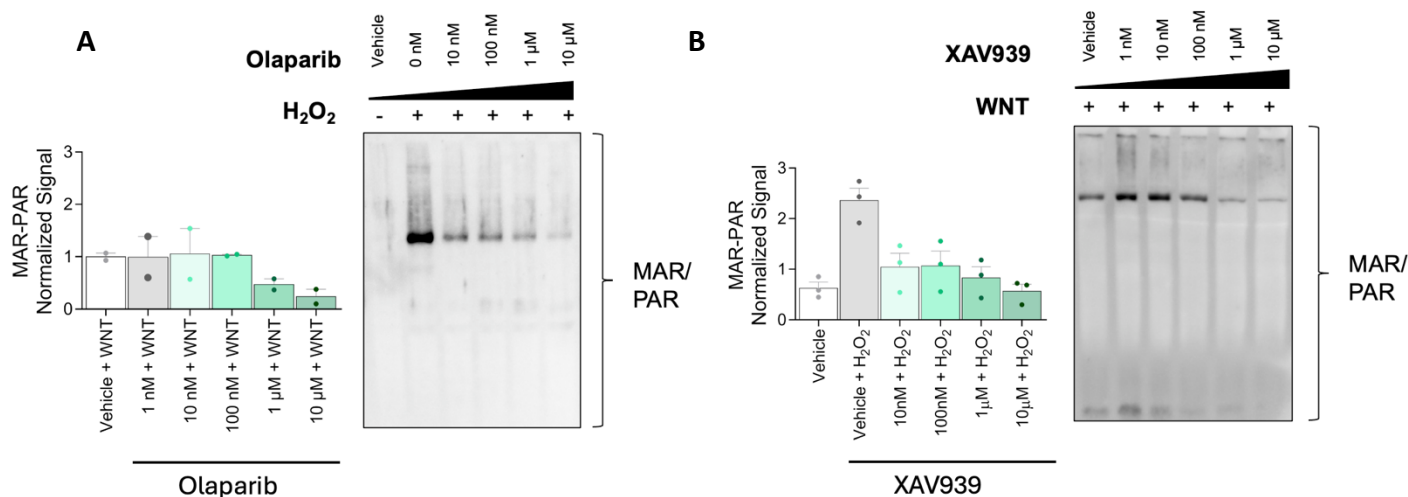 A
Olaparib
Vehicle
0 nM
10 nM
100 nM
1 µM
10 µM
H₂O₂
- + + + + +
MAR-PAR
Normalized Signal
3
2
1
0
Vehicle + WNT
1 nM + WNT
10 nM + WNT
100 nM + WNT
1 µM + WNT
10 µM + WNT
Olaparib
MAR/
PAR
B
XAV939
Vehicle
1 nM
10 nM
100 nM
1 µM
10 µM
WNT
+ + + + + +
MAR-PAR
Normalized Signal
3
2
1
0
Vehicle
Vehicle + H₂O₂
10nM + H₂O₂
100nM + H₂O₂
1µM + H₂O₂
10µM + H₂O₂
XAV939
MAR/
PAR